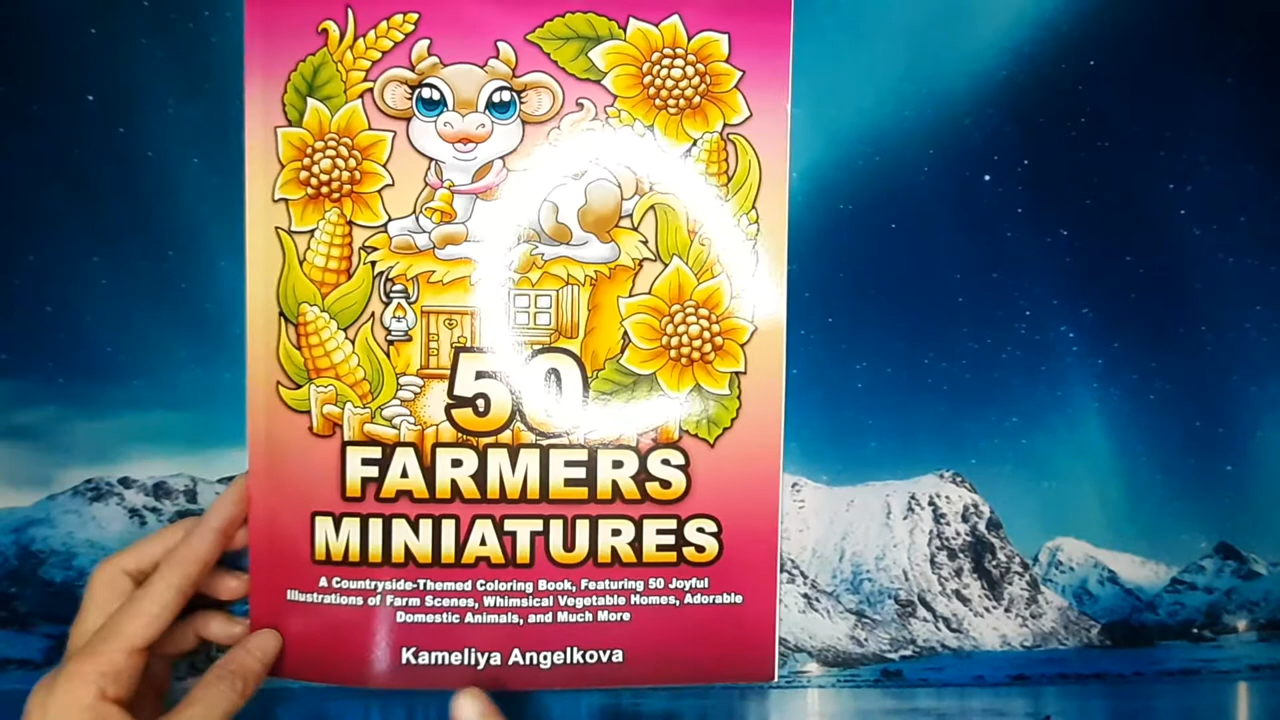 50
FARMERS
MINIATURES
A Countryside-Themed Coloring Book, Featuring 50 Joyful
Illustrations of Farm Scenes, Whimsical Vegetable Homes, Adorable
Domestic Animals, and Much More
Kameliya Angelkova